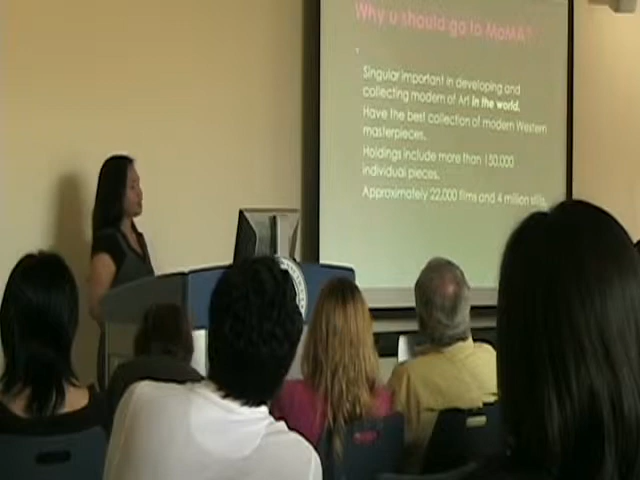 Why u should go to MoMA?
Singular important in developing and
collecting modern of Art in the world.
Have the best collection of modern Western
masterpieces.
Holdings include more than 150,000
individual pieces.
Approximately 22,000 films and 4 million stills.